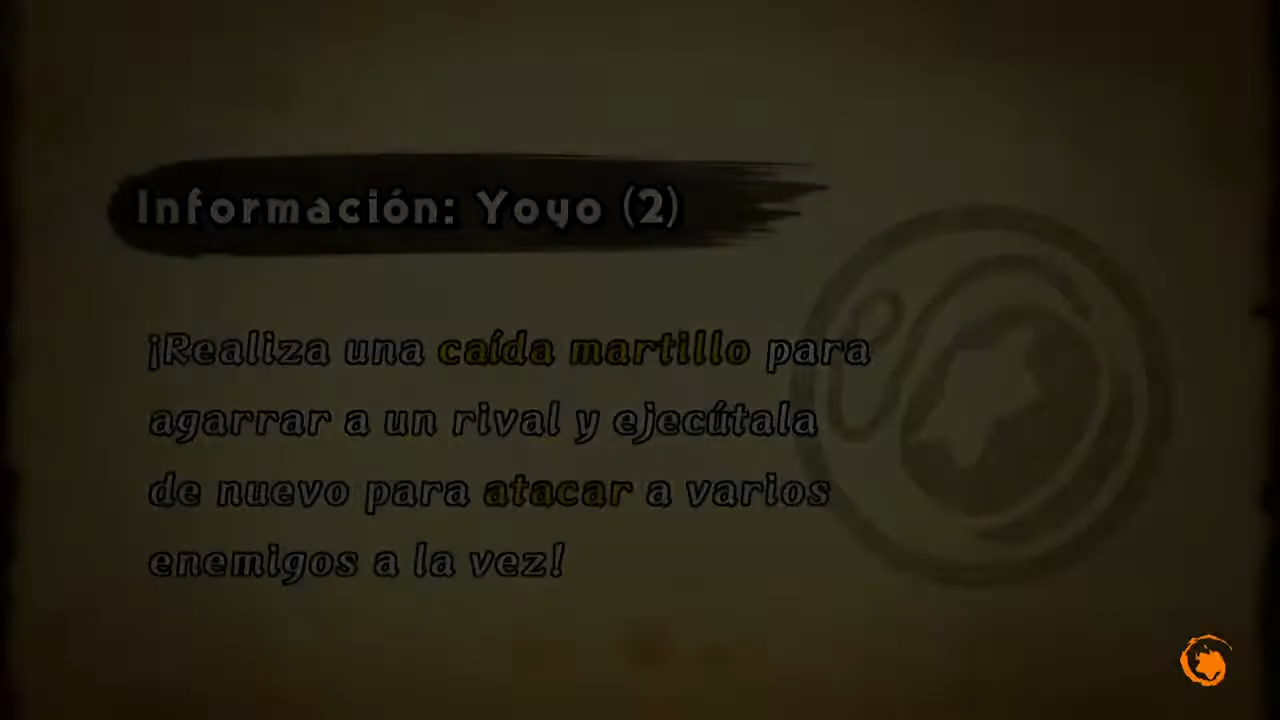 Información: Yoyo (2)
¡Realiza una caída martillo para
agarrar a un rival y ejecútala
de nuevo para atacar a varios
enemigos a la vez!